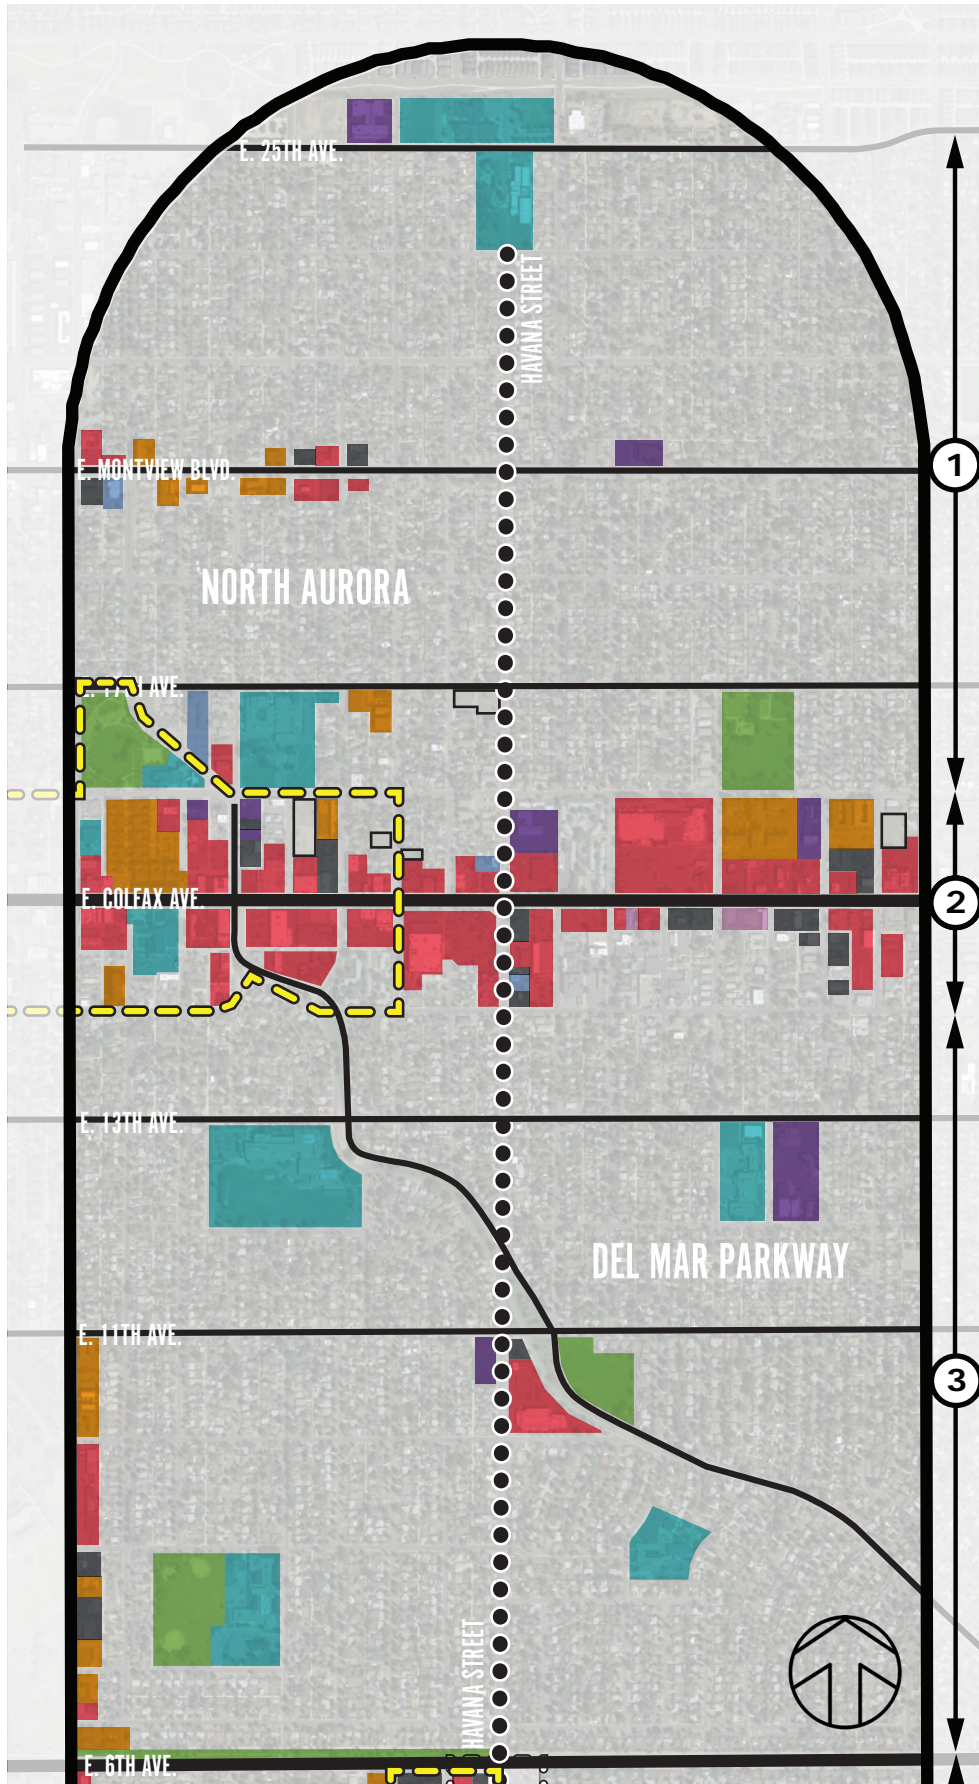 E. 25TH AVE.
HAVANA STREET
E. MONTVIEW BLVD.
1
NORTH AURORA
E. 17TH AVE.
E. COLFAX AVE.
2
E. 13TH AVE.
DEL MAR PARKWAY
E. 11TH AVE.
3
HAVANA STREET
E. 6TH AVE.